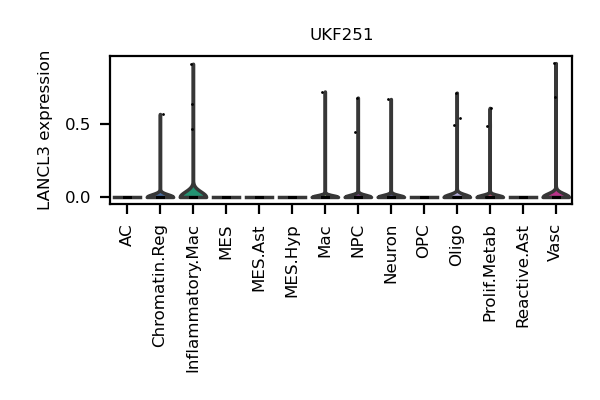 UKF251
LANCL3 expression
0.5
0.0
AC
Chromatin.Reg
Inflammatory.Mac
MES
MES.Ast
MES.Hyp
Mac
NPC
Neuron
OPC
Oligo
Prolif.Metab
Reactive.Ast
Vasc